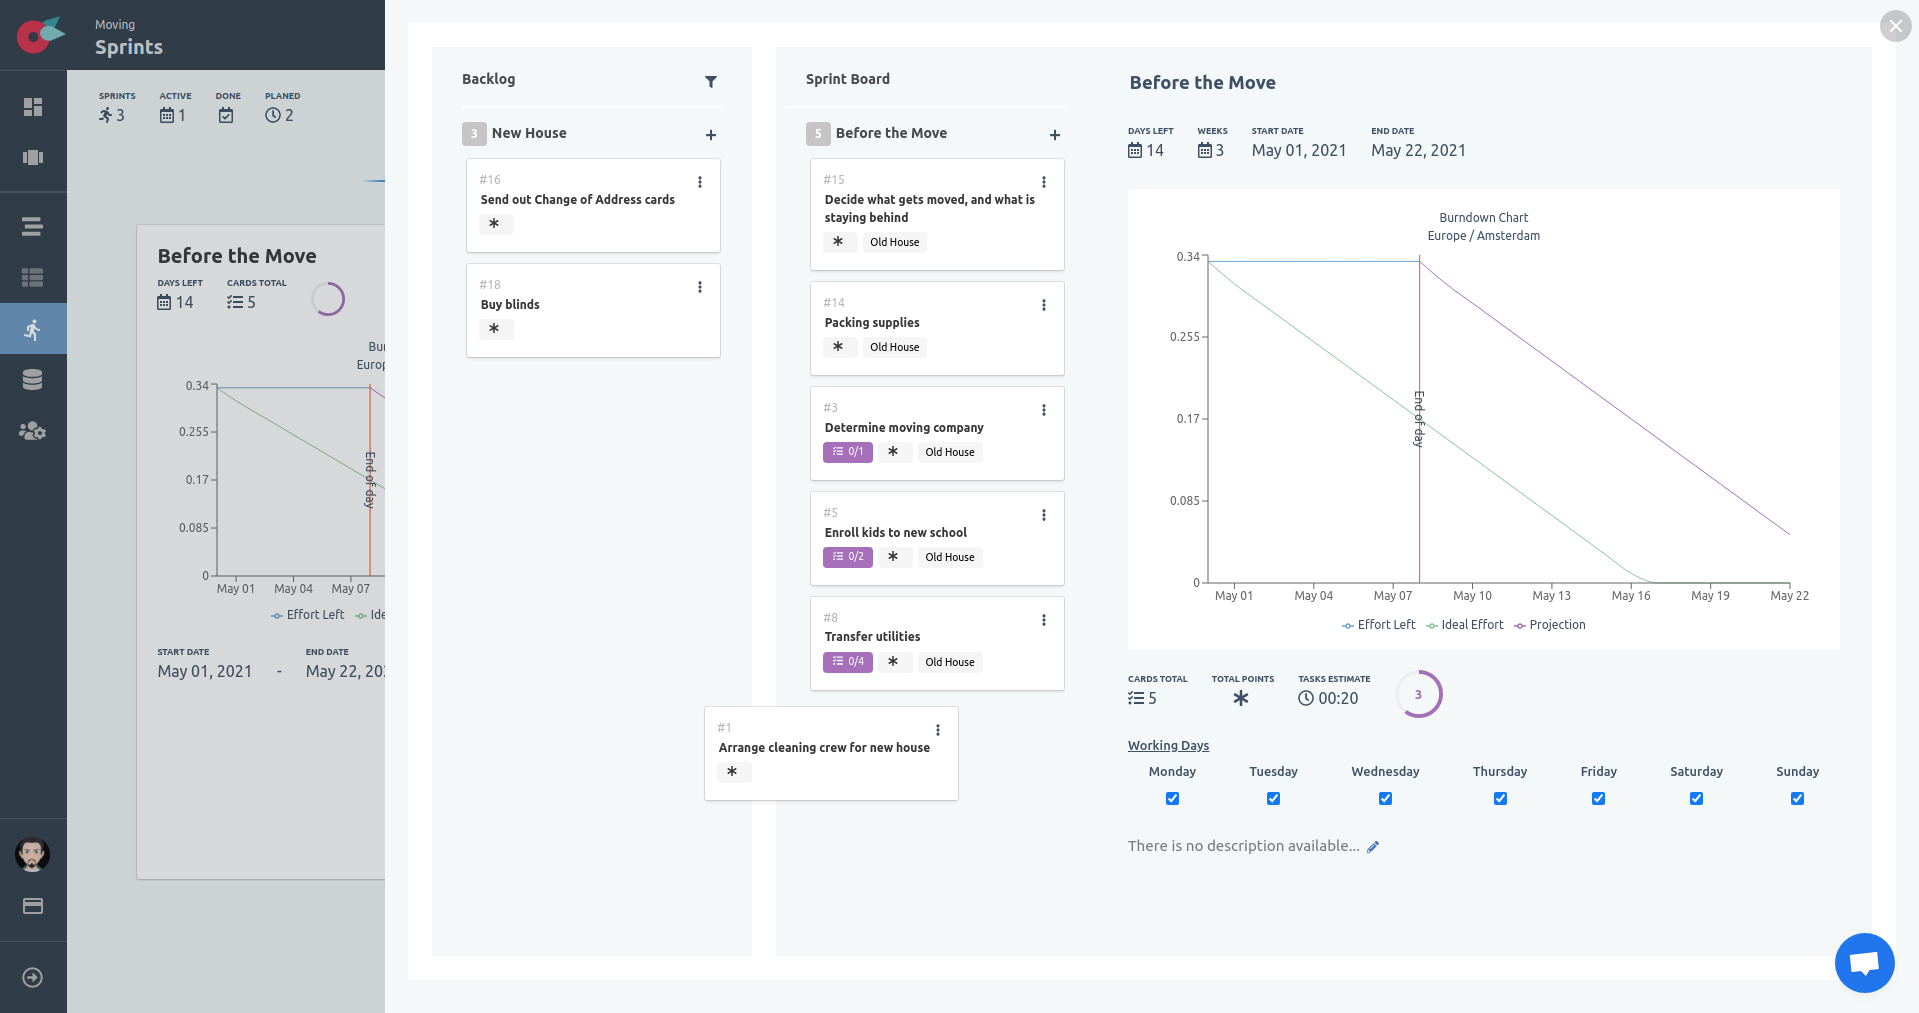 Moving
Sprints
SPRINTS ACTIVE DONE PLANED
3 1 2
Before the Move
DAYS LEFT CARDS TOTAL
14 5
Bur
Europ
0.34
0.255
0.17
0.085
0
End of day
May 01 May 04 May 07
Effort Left Ide
START DATE END DATE
May 01, 2021 - May 22, 202
Backlog
3 New House
#16
Send out Change of Address cards
#18
Buy blinds
Sprint Board
5 Before the Move
#15
Decide what gets moved, and what is
staying behind
Old House
#14
Packing supplies
Old House
#3
Determine moving company
0/1 Old House
#5
Enroll kids to new school
0/2 Old House
#8
Transfer utilities
0/4 Old House
#1
Arrange cleaning crew for new house
Before the Move
DAYS LEFT WEEKS START DATE END DATE
14 3 May 01, 2021 May 22, 2021
Burndown Chart
Europe / Amsterdam
0.34
0.255
0.17
0.085
0
End of day
May 01 May 04 May 07 May 10 May 13 May 16 May 19 May 22
Effort Left Ideal Effort Projection
CARDS TOTAL TOTAL POINTS TASKS ESTIMATE
5 00:20 3
Working Days
Monday Tuesday Wednesday Thursday Friday Saturday Sunday
There is no description available...